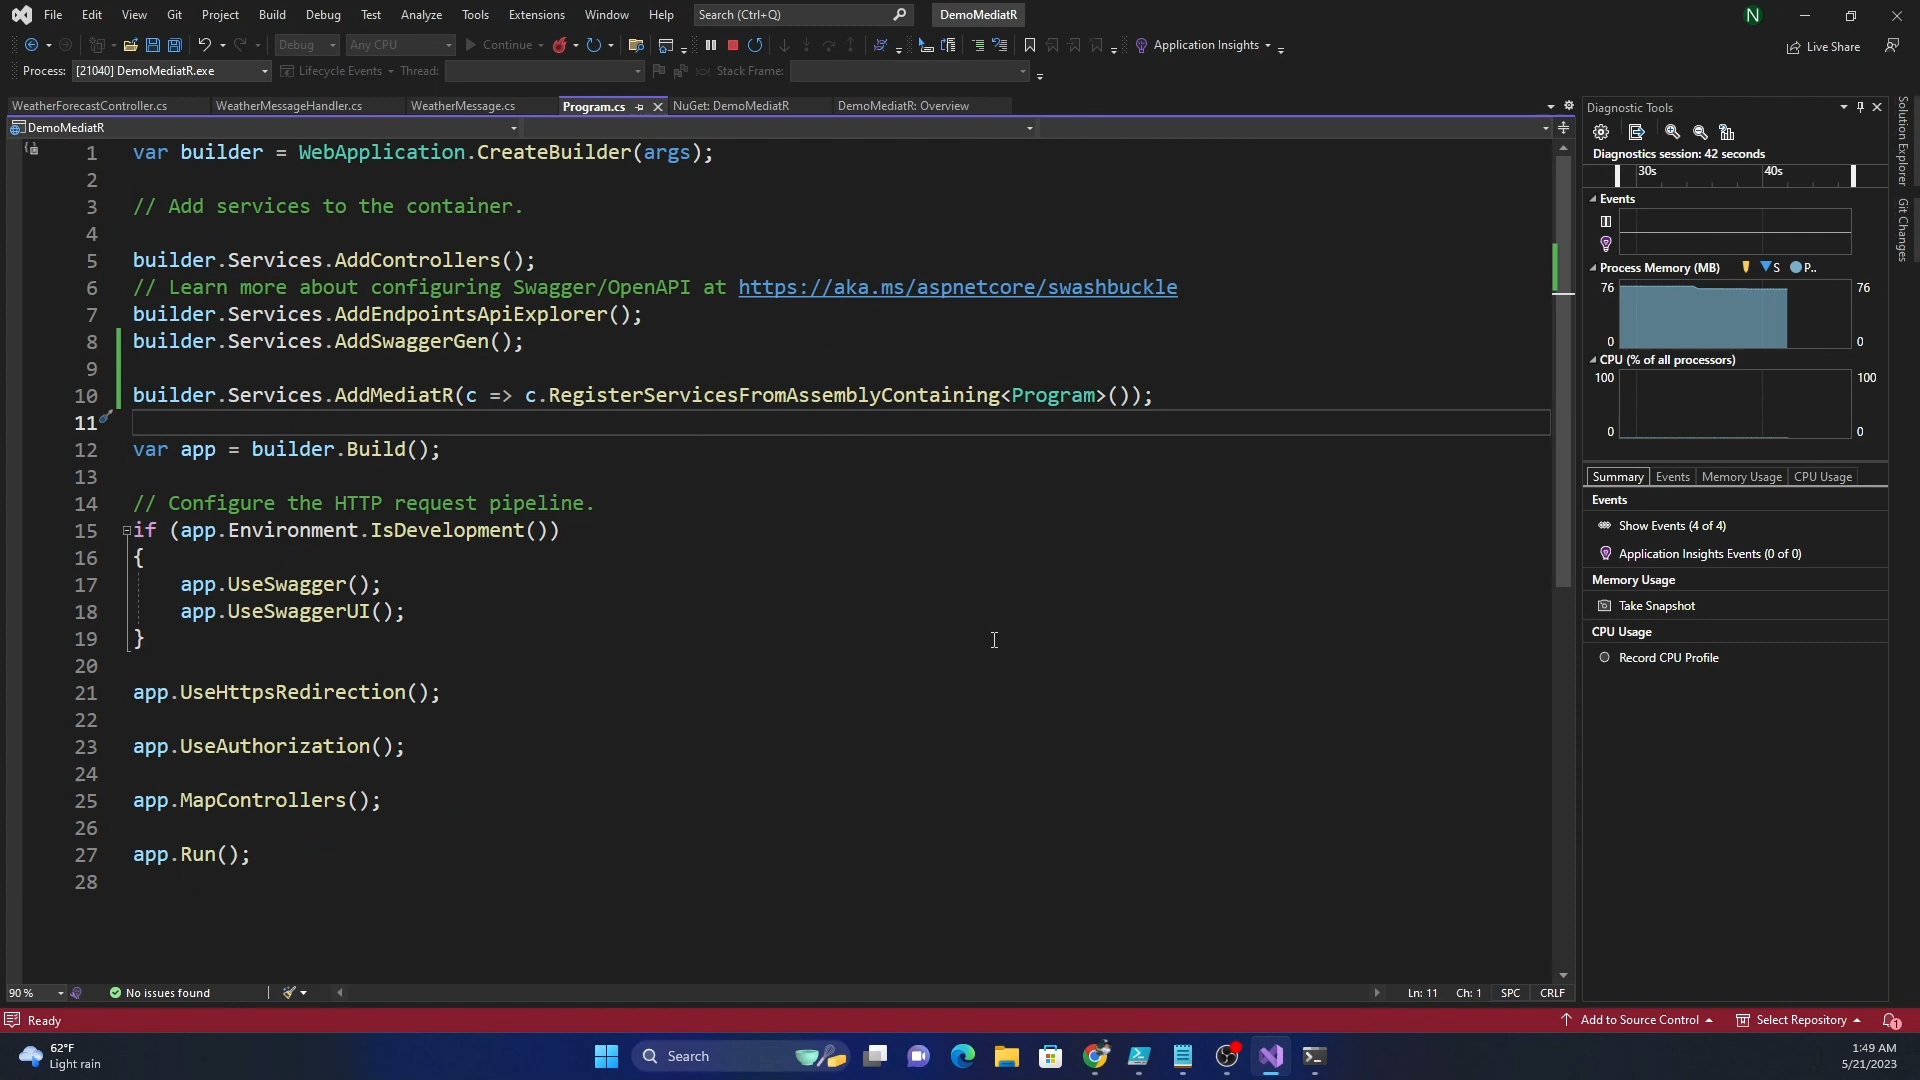 File Edit View Git Project Build Debug Test Analyze Tools Extensions Window Help Search (Ctrl+Q) DemoMediatR N
Debug Any CPU Continue Application Insights Live Share
Process: [21040] DemoMediatR.exe Lifecycle Events Thread: Stack Frame:
WeatherForecastController.cs WeatherMessageHandler.cs WeatherMessage.cs Program.cs NuGet: DemoMediatR DemoMediatR: Overview
DemoMediatR
1 var builder = WebApplication.CreateBuilder(args);
2
3 // Add services to the container.
4
5 builder.Services.AddControllers();
6 // Learn more about configuring Swagger/OpenAPI at https://aka.ms/aspnetcore/swashbuckle
7 builder.Services.AddEndpointsApiExplorer();
8 builder.Services.AddSwaggerGen();
9
10 builder.Services.AddMediatR(c => c.RegisterServicesFromAssemblyContaining<Program>());
11
12 var app = builder.Build();
13
14 // Configure the HTTP request pipeline.
15 if (app.Environment.IsDevelopment())
16 {
17 app.UseSwagger();
18 app.UseSwaggerUI();
19 }
20
21 app.UseHttpsRedirection();
22
23 app.UseAuthorization();
24
25 app.MapControllers();
26
27 app.Run();
28
Diagnostic Tools
Diagnostics session: 42 seconds
30s 40s
Events
Process Memory (MB) S P..
76 76
0 0
CPU (% of all processors)
100 100
0 0
Summary Events Memory Usage CPU Usage
Events
Show Events (4 of 4)
Application Insights Events (0 of 0)
Memory Usage
Take Snapshot
CPU Usage
Record CPU Profile
Solution Explorer
Git Changes
90 % No issues found Ln: 11 Ch: 1 SPC CRLF
Ready Add to Source Control Select Repository 1
62°F
Light rain
Search
1:49 AM
5/21/2023